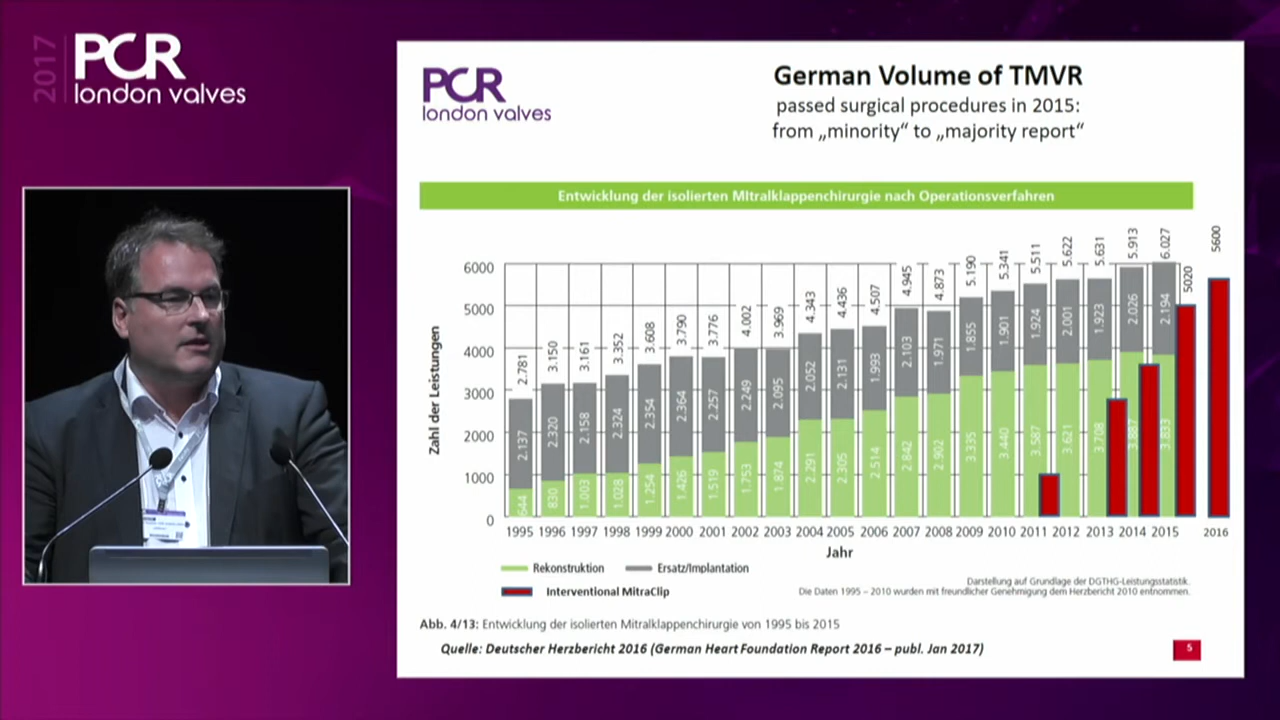 2017
PCR
london valves
PCR
london valves
German Volume of TMVR
passed surgical procedures in 2015:
from „minority“ to „majority report“
Entwicklung der isolierten MItralklappenchirurgie nach Operationsverfahren
Zahl der Leistungen
6000
5000
4000
3000
2000
1000
0
2.781 3.150 3.161 3.352 3.608 3.790 3.776 4.002 3.969 4.343 4.436 4.507 4.945 4.873 5.190 5.341 5.511 5.622 5.631 5.913 6.027 5020 5600
2.137 2.320 2.158 2.324 2.354 2.364 2.257 2.249 2.095 2.052 2.131 1.993 2.103 1.971 1.855 1.901 1.924 2.001 1.923 2.026 2.194
644 830 1.003 1.028 1.254 1.426 1.519 1.753 1.874 2.291 2.305 2.514 2.842 2.902 3.335 3.440 3.587 3.621 3.708 3.887 3.833
1995 1996 1997 1998 1999 2000 2001 2002 2003 2004 2005 2006 2007 2008 2009 2010 2011 2012 2013 2014 2015 2016
Jahr
Rekonstruktion Ersatz/Implantation
Interventional MitraClip
Darstellung auf Grundlage der DGTHG-Leistungsstatistik.
Die Daten 1995 – 2010 wurden mit freundlicher Genehmigung dem Herzbericht 2010 entnommen.
Abb. 4/13: Entwicklung der isolierten Mitralklappenchirurgie von 1995 bis 2015
Quelle: Deutscher Herzbericht 2016 (German Heart Foundation Report 2016 – publ. Jan 2017)
5